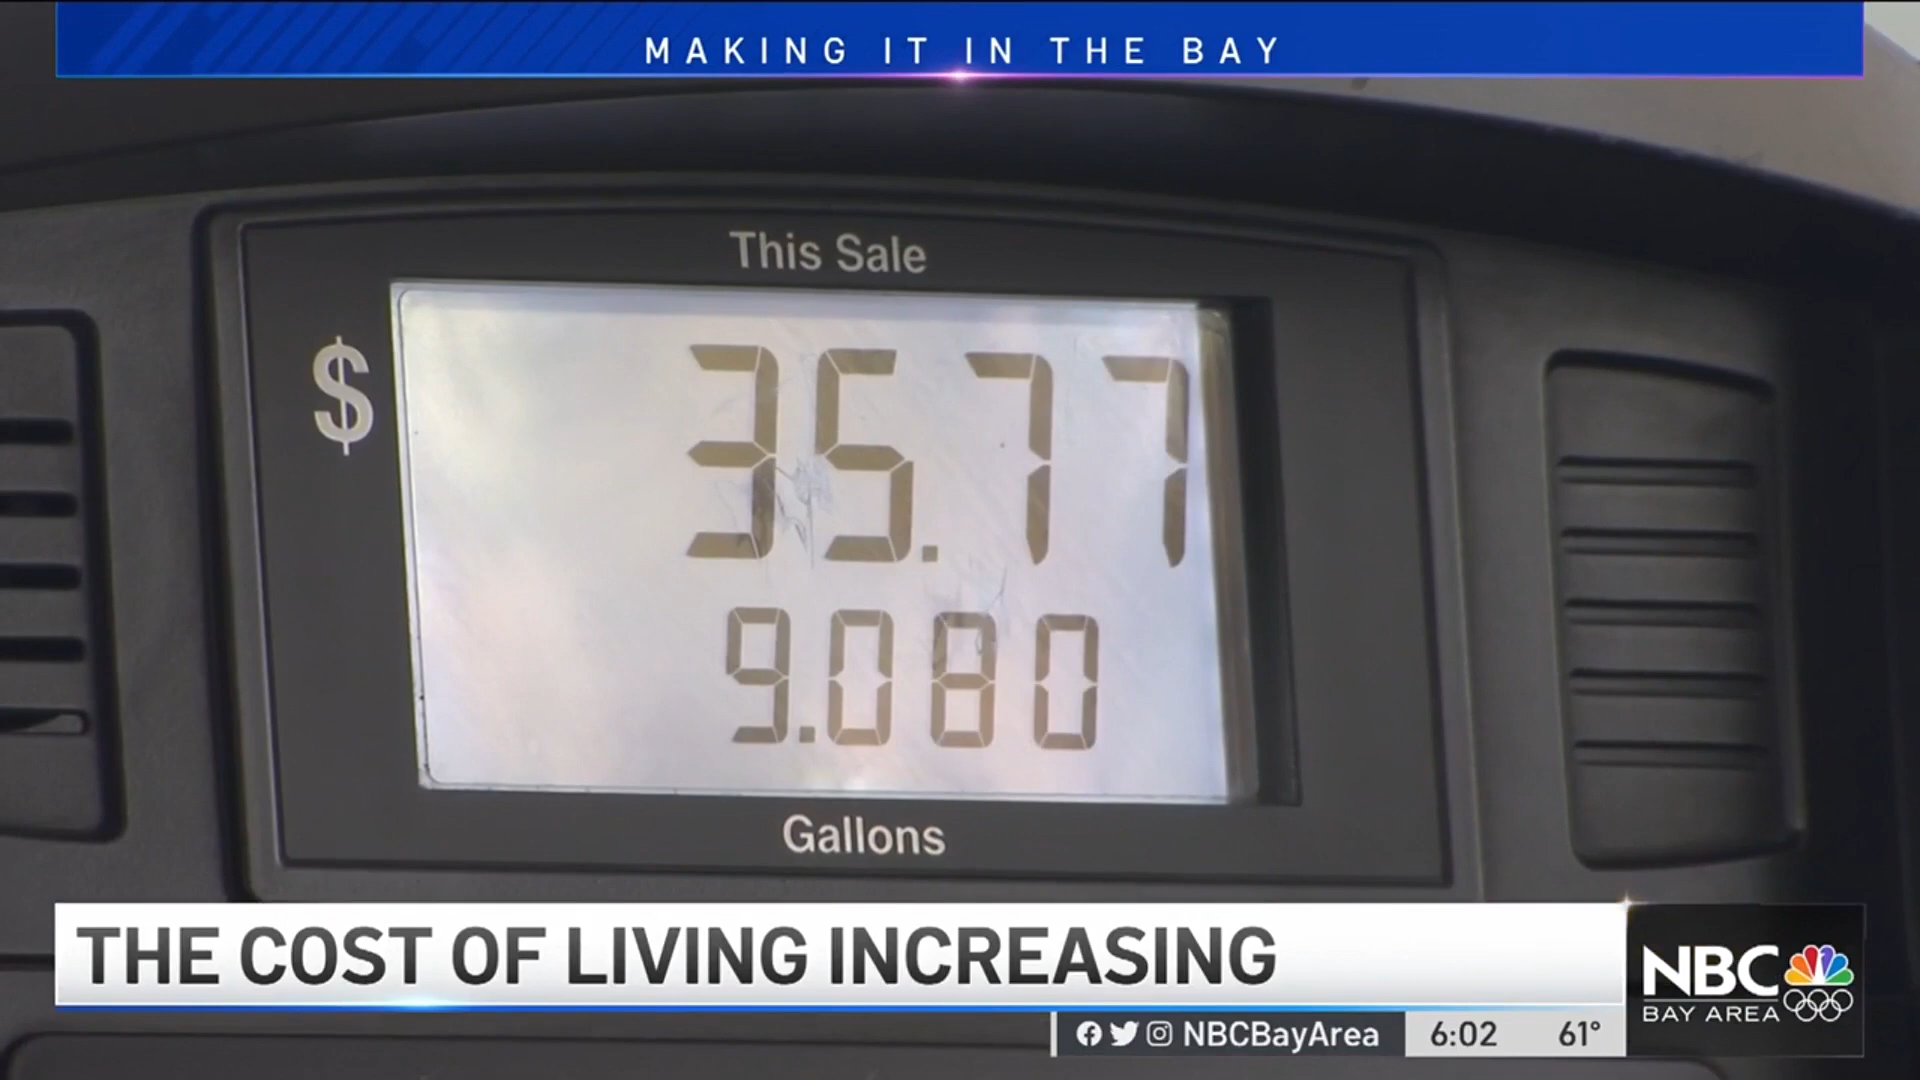 MAKING IT IN THE BAY
This Sale
$ 35.77
9.080
Gallons
THE COST OF LIVING INCREASING
NBC
BAY AREA
NBCBayArea 6:02 61°